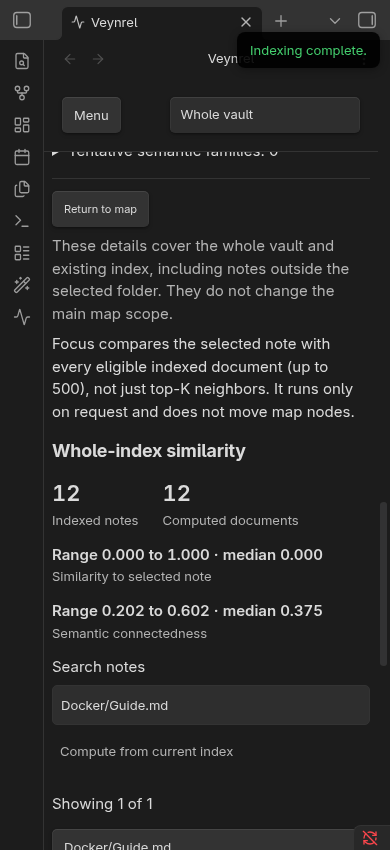 Veynrel
Veynrel
Indexing complete.
Menu
Whole vault
Tentative semantic families: 0
Return to map
These details cover the whole vault and
existing index, including notes outside the
selected folder. They do not change the
main map scope.
Focus compares the selected note with
every eligible indexed document (up to
500), not just top-K neighbors. It runs only
on request and does not move map nodes.
Whole-index similarity
12 12
Indexed notes Computed documents
Range 0.000 to 1.000 · median 0.000
Similarity to selected note
Range 0.202 to 0.602 · median 0.375
Semantic connectedness
Search notes
Docker/Guide.md
Compute from current index
Showing 1 of 1
Docker/Guide.md